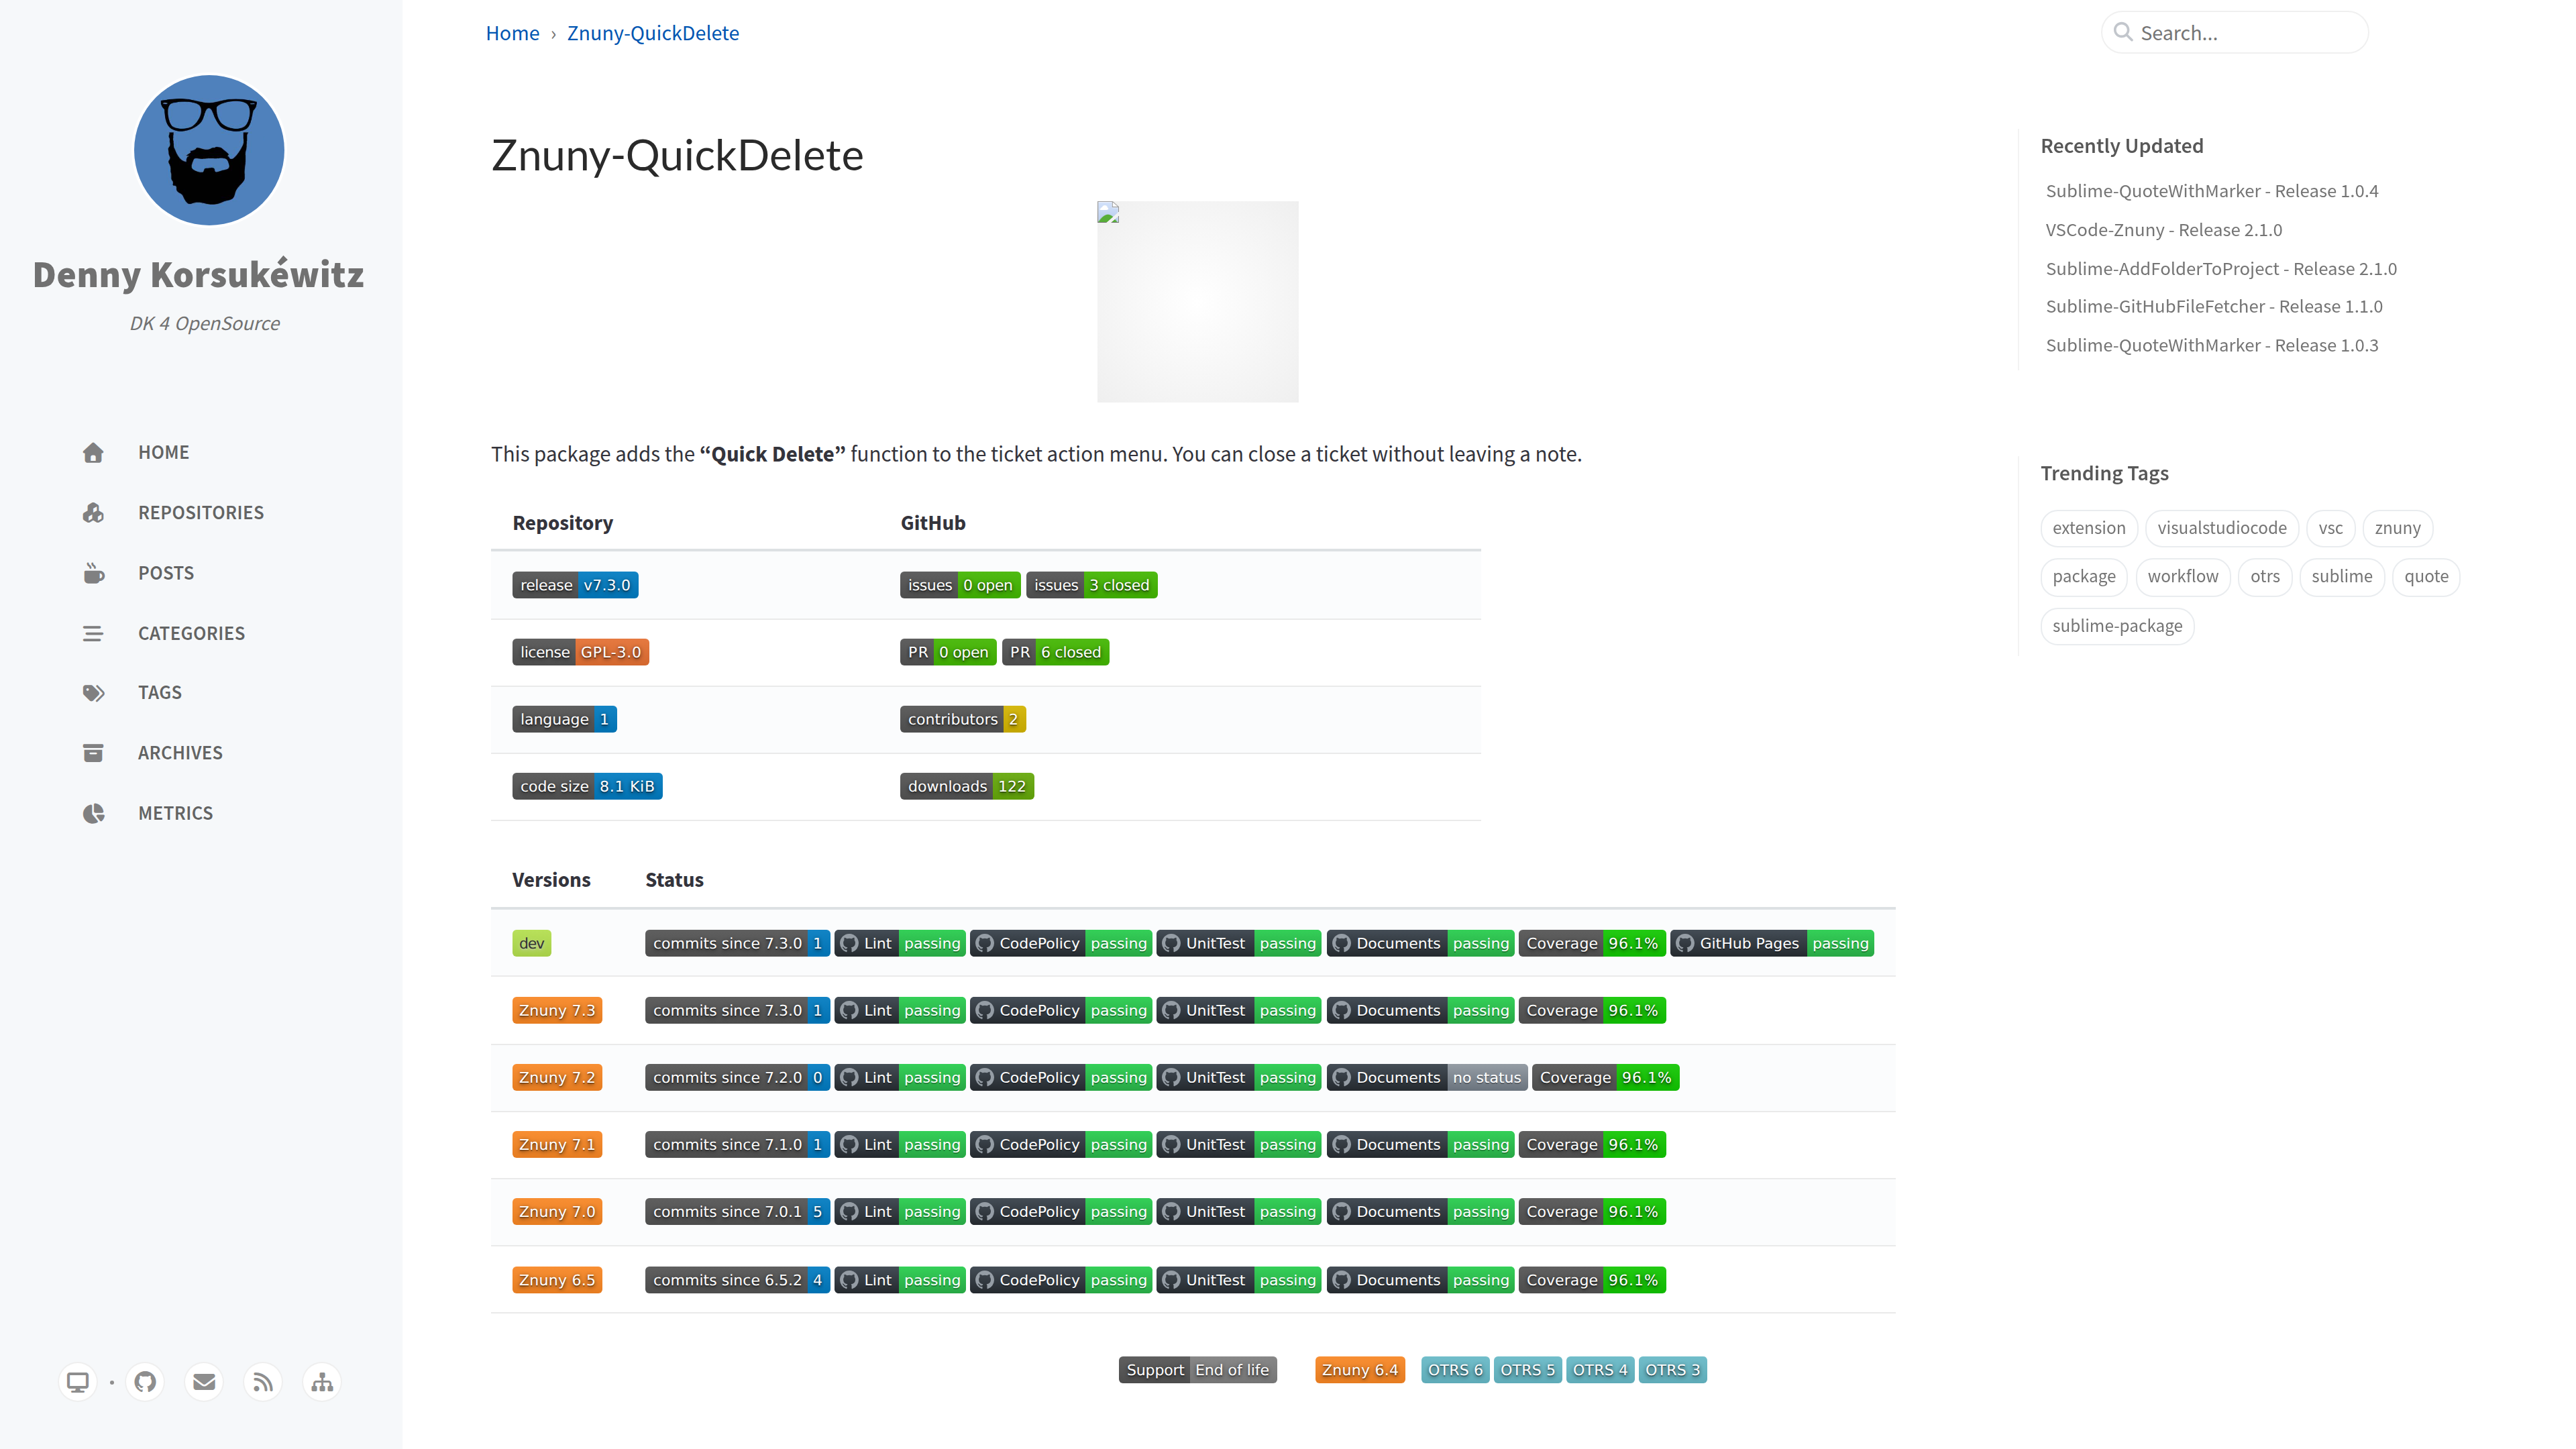 Denny Korsukéwitz
DK 4 OpenSource
HOME
REPOSITORIES
POSTS
CATEGORIES
TAGS
ARCHIVES
METRICS
Home › Znuny-QuickDelete
Search...
Znuny-QuickDelete
This package adds the “Quick Delete” function to the ticket action menu. You can close a ticket without leaving a note.
Repository GitHub
release v7.3.0 issues 0 open issues 3 closed
license GPL-3.0 PR 0 open PR 6 closed
language 1 contributors 2
code size 8.1 KiB downloads 122
Versions Status
dev commits since 7.3.0 1 Lint passing CodePolicy passing UnitTest passing Documents passing Coverage 96.1% GitHub Pages passing
Znuny 7.3 commits since 7.3.0 1 Lint passing CodePolicy passing UnitTest passing Documents passing Coverage 96.1%
Znuny 7.2 commits since 7.2.0 0 Lint passing CodePolicy passing UnitTest passing Documents no status Coverage 96.1%
Znuny 7.1 commits since 7.1.0 1 Lint passing CodePolicy passing UnitTest passing Documents passing Coverage 96.1%
Znuny 7.0 commits since 7.0.1 5 Lint passing CodePolicy passing UnitTest passing Documents passing Coverage 96.1%
Znuny 6.5 commits since 6.5.2 4 Lint passing CodePolicy passing UnitTest passing Documents passing Coverage 96.1%
Support End of life Znuny 6.4 OTRS 6 OTRS 5 OTRS 4 OTRS 3
Recently Updated
Sublime-QuoteWithMarker - Release 1.0.4
VSCode-Znuny - Release 2.1.0
Sublime-AddFolderToProject - Release 2.1.0
Sublime-GitHubFileFetcher - Release 1.1.0
Sublime-QuoteWithMarker - Release 1.0.3
Trending Tags
extension visualstudiocode vsc znuny
package workflow otrs sublime quote
sublime-package